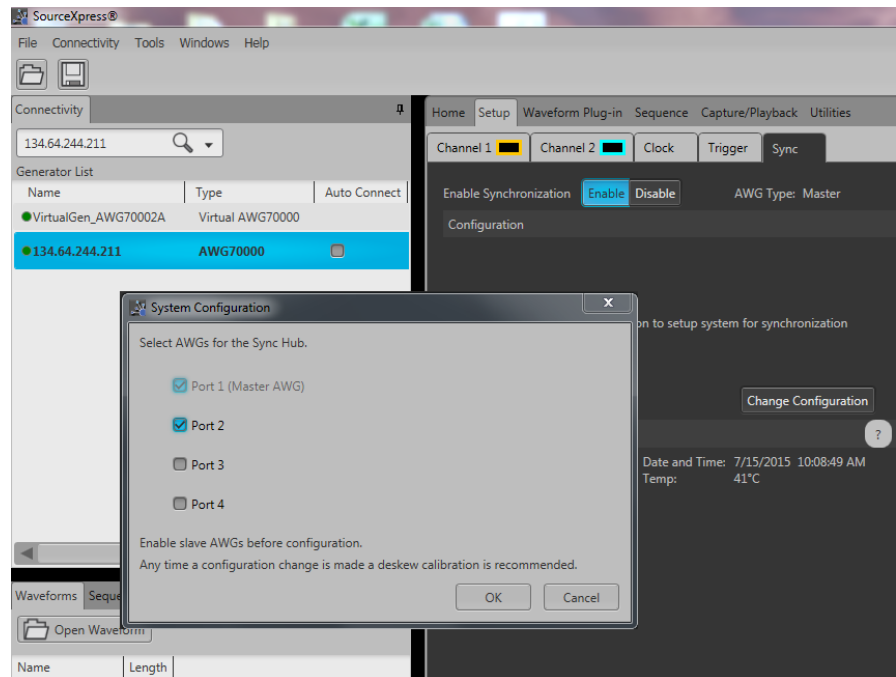 SourceXpress®
File Connectivity Tools Windows Help
Connectivity
134.64.244.211
Generator List
Name Type Auto Connect
VirtualGen_AWG70002A Virtual AWG70000
134.64.244.211 AWG70000
Home Setup Waveform Plug-in Sequence Capture/Playback Utilities
Channel 1 Channel 2 Clock Trigger Sync
Enable Synchronization Enable Disable AWG Type: Master
Configuration
on to setup system for synchronization
Change Configuration
?
Date and Time: 7/15/2015 10:08:49 AM
Temp: 41°C
System Configuration
x
Select AWGs for the Sync Hub.
Port 1 (Master AWG)
Port 2
Port 3
Port 4
Enable slave AWGs before configuration.
Any time a configuration change is made a deskew calibration is recommended.
OK Cancel
Waveforms Seque
Open Waveform
Name Length